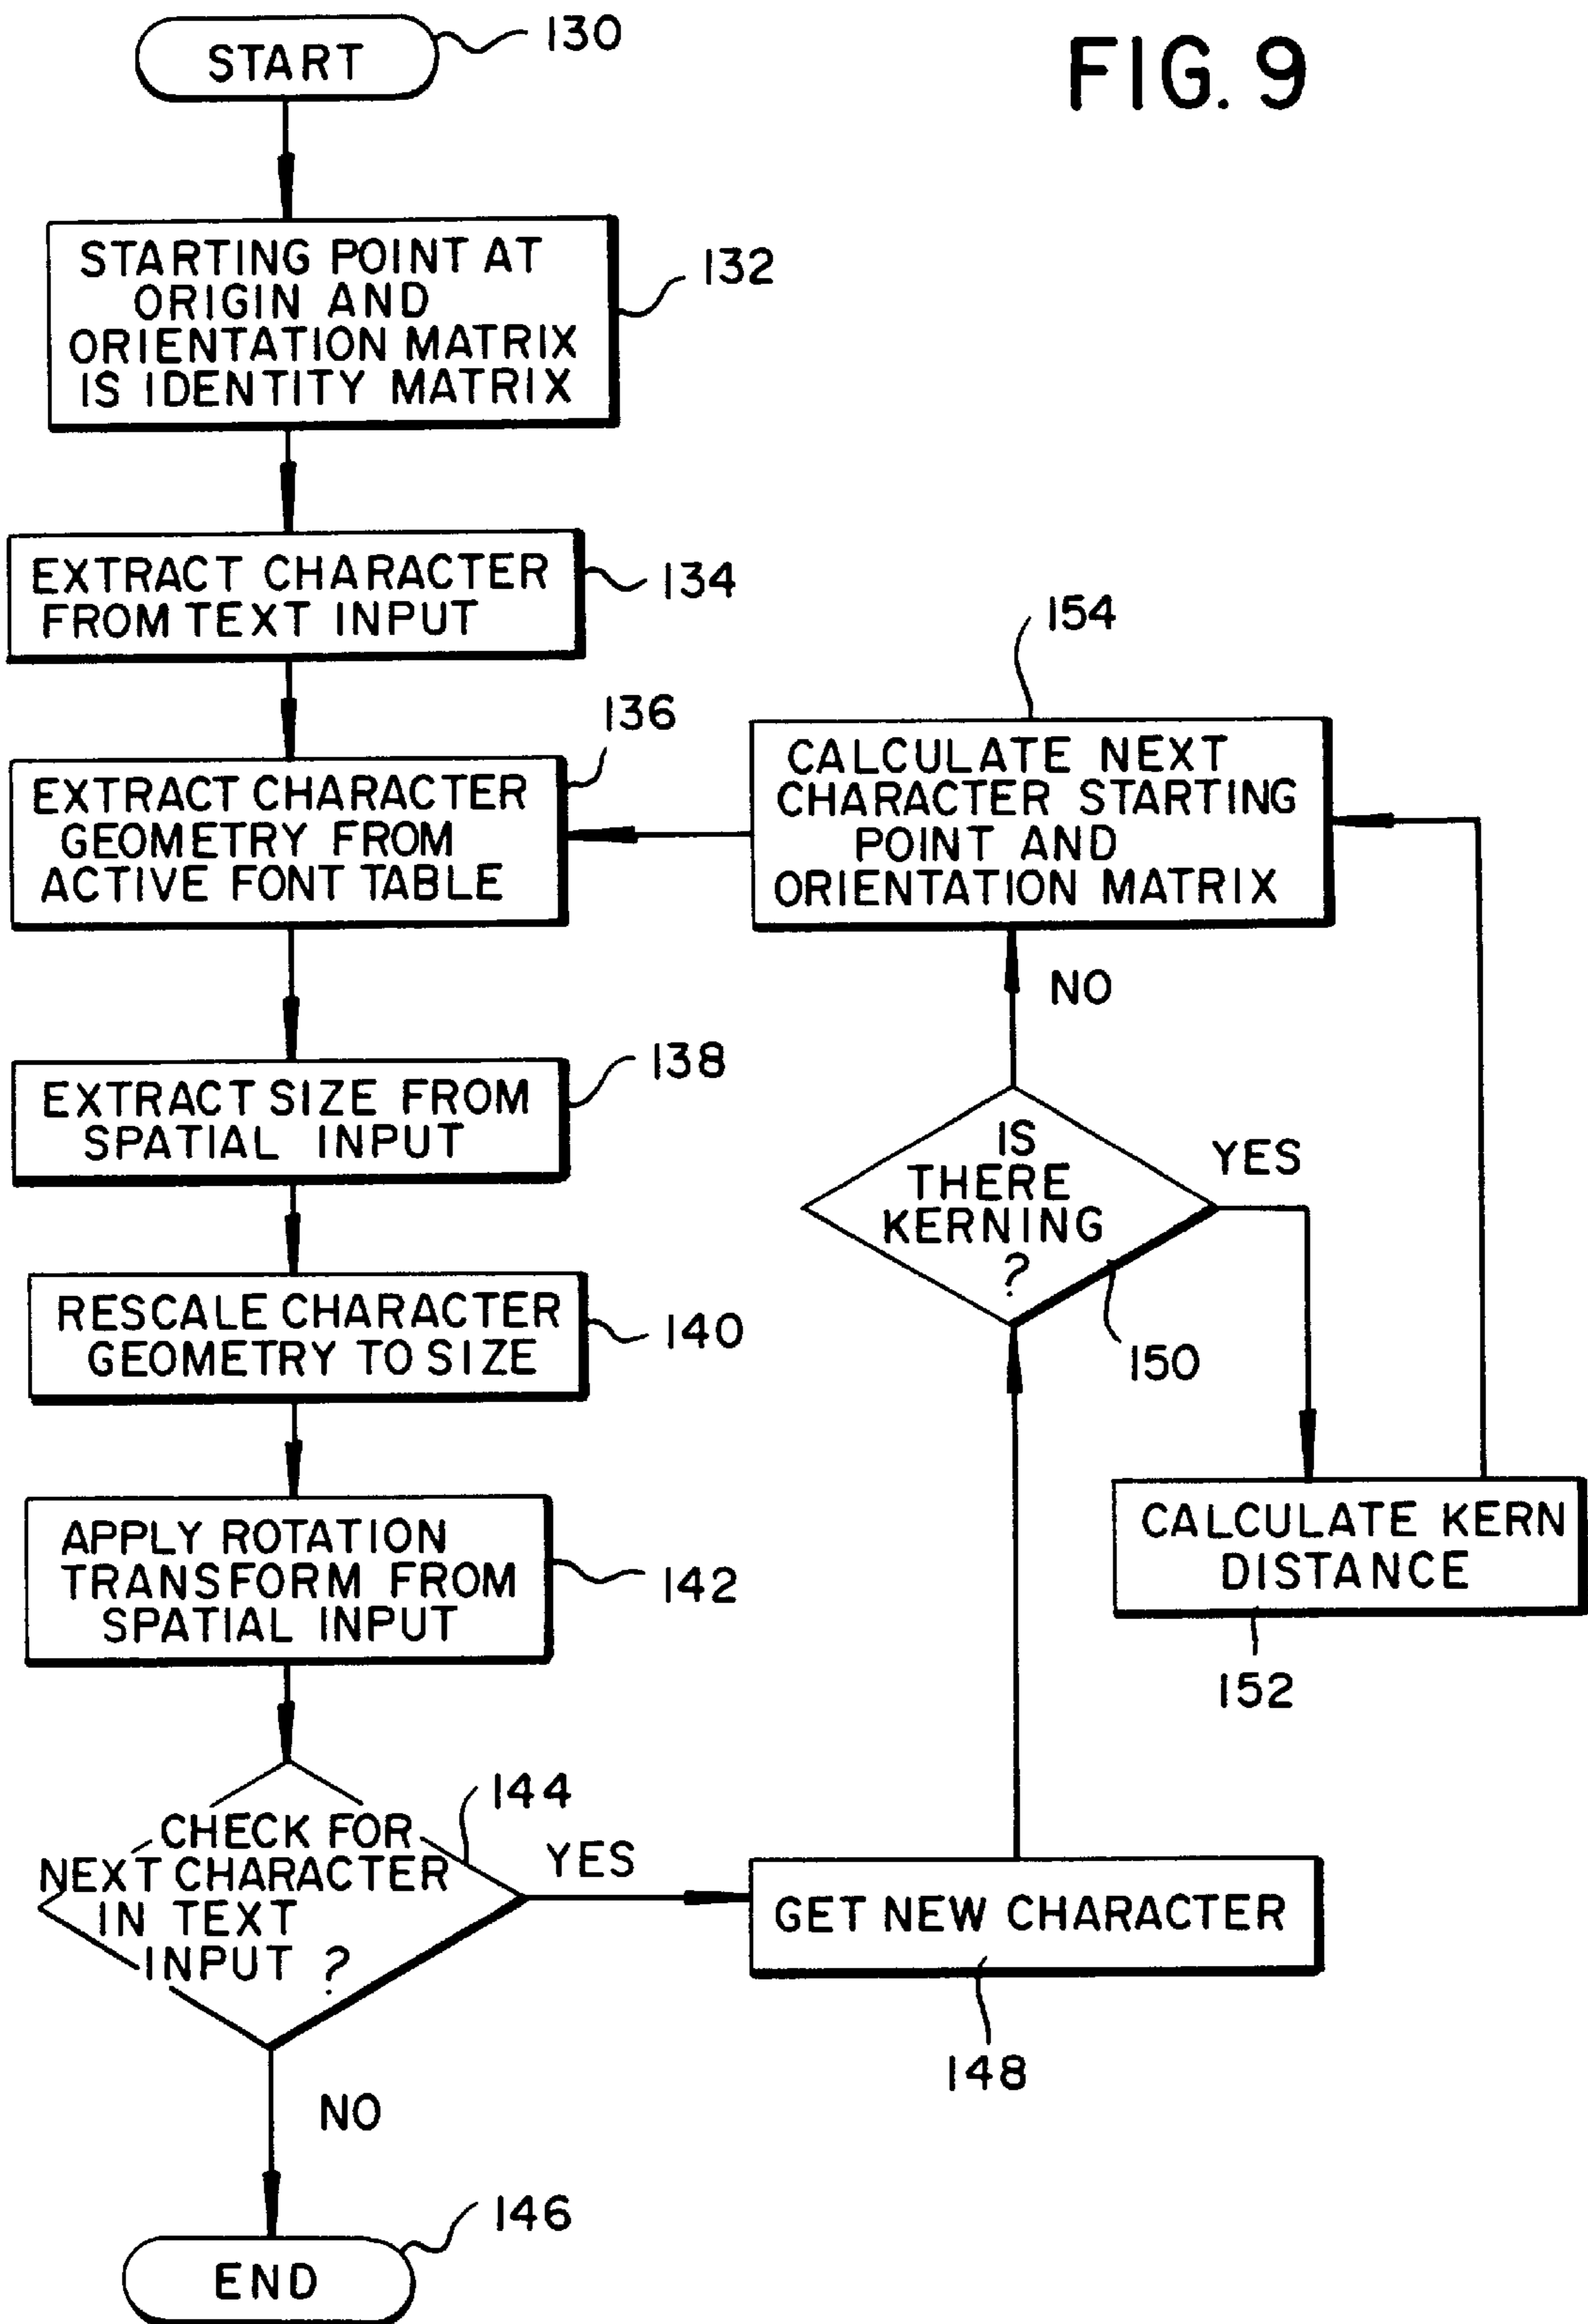 FIG. 9
START
130
STARTING POINT AT
ORIGIN AND
ORIENTATION MATRIX
IS IDENTITY MATRIX
132
EXTRACT CHARACTER
FROM TEXT INPUT
134
EXTRACT CHARACTER
GEOMETRY FROM
ACTIVE FONT TABLE
136
EXTRACT SIZE FROM
SPATIAL INPUT
138
RESCALE CHARACTER
GEOMETRY TO SIZE
140
APPLY ROTATION
TRANSFORM FROM
SPATIAL INPUT
142
CHECK FOR
NEXT CHARACTER
IN TEXT
INPUT ?
144
YES
NO
END
146
GET NEW CHARACTER
148
IS
THERE
KERNING
?
150
YES
NO
CALCULATE KERN
DISTANCE
152
CALCULATE NEXT
CHARACTER STARTING
POINT AND
ORIENTATION MATRIX
154